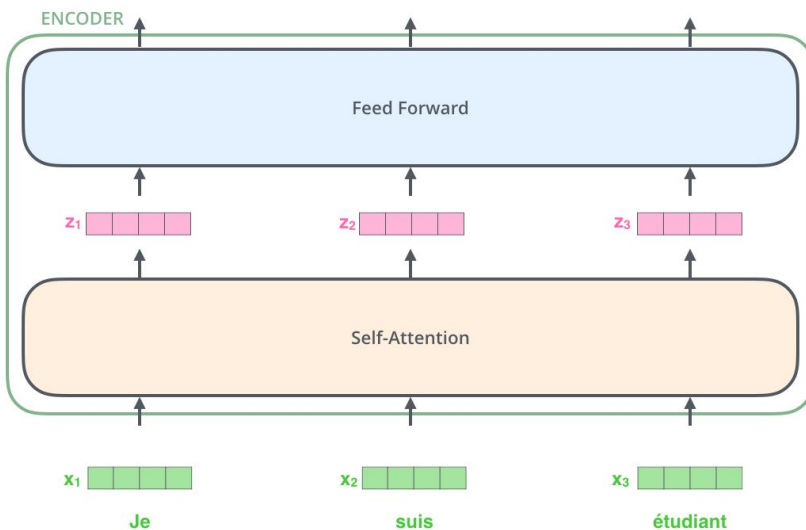 ENCODER
Feed Forward
z₁ z₂ z₃
Self-Attention
x₁ x₂ x₃
Je suis étudiant